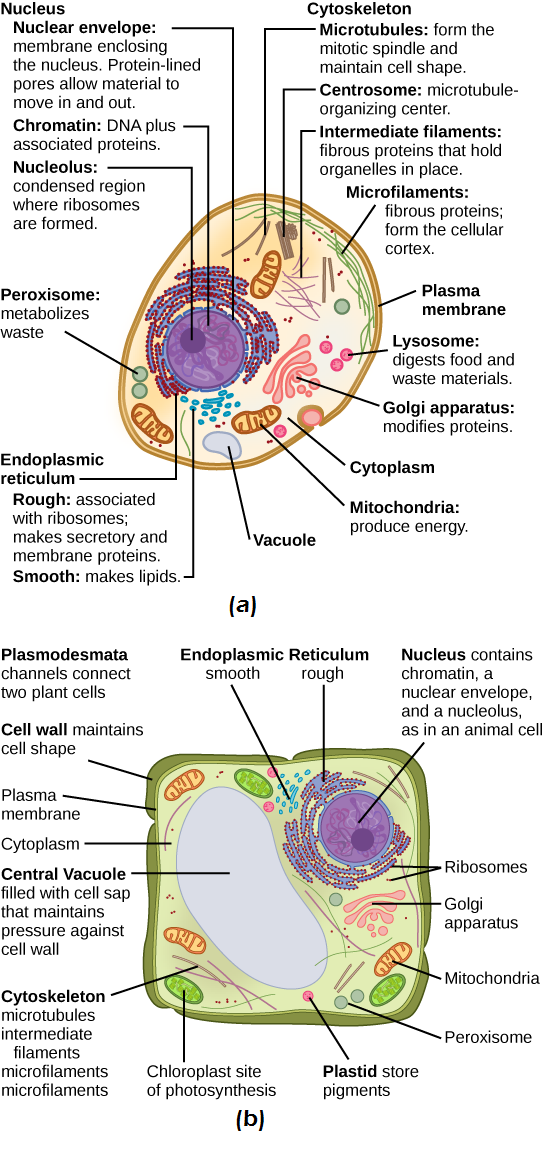 Nucleus
Nuclear envelope:
membrane enclosing
the nucleus. Protein-lined
pores allow material to
move in and out.
Chromatin: DNA plus
associated proteins.
Nucleolus:
condensed region
where ribosomes
are formed.
Cytoskeleton
Microtubules: form the
mitotic spindle and
maintain cell shape.
Centrosome: microtubule-
organizing center.
Intermediate filaments:
fibrous proteins that hold
organelles in place.
Microfilaments:
fibrous proteins;
form the cellular
cortex.
Peroxisome:
metabolizes
waste
Plasma
membrane
Lysosome:
digests food and
waste materials.
Golgi apparatus:
modifies proteins.
Cytoplasm
Mitochondria:
produce energy.
Vacuole
Endoplasmic
reticulum
Rough: associated
with ribosomes;
makes secretory and
membrane proteins.
Smooth: makes lipids.
(a)
Plasmodesmata
channels connect
two plant cells
Endoplasmic Reticulum
smooth rough
Nucleus contains
chromatin, a
nuclear envelope,
and a nucleolus,
as in an animal cell
Cell wall maintains
cell shape
Plasma
membrane
Cytoplasm
Central Vacuole
filled with cell sap
that maintains
pressure against
cell wall
Cytoskeleton
microtubules
intermediate
filaments
microfilaments
microfilaments
Ribosomes
Golgi
apparatus
Mitochondria
Peroxisome
Chloroplast site
of photosynthesis
Plastid store
pigments
(b)